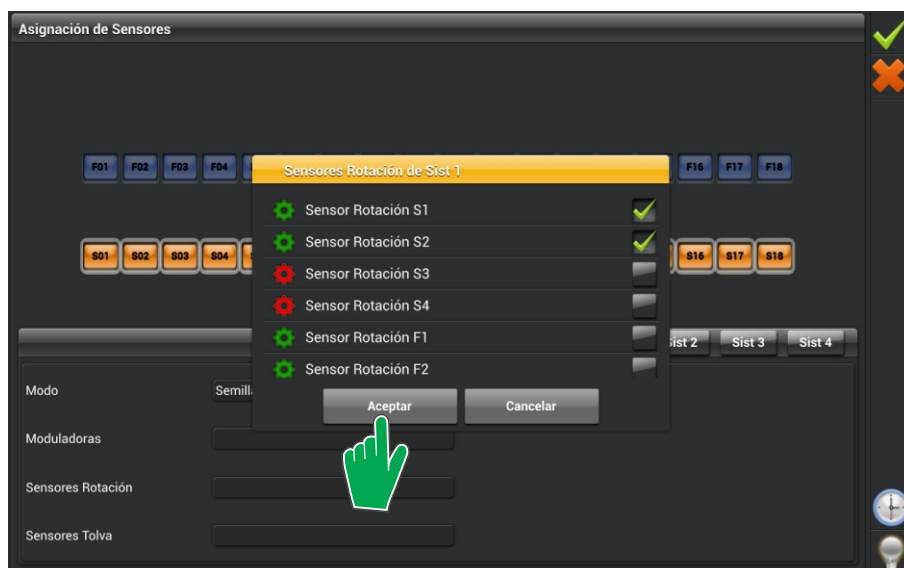 Asignación de Sensores
F01 F02 F03 F04 F16 F17 F18
Sensores Rotación de Sist 1
Sensor Rotación S1
Sensor Rotación S2
S01 S02 S03 S04 S16 S17 S18
Sensor Rotación S3
Sensor Rotación S4
Sensor Rotación F1
Sist 2 Sist 3 Sist 4
Sensor Rotación F2
Modo Semill
Aceptar Cancelar
Moduladoras
Sensores Rotación
Sensores Tolva